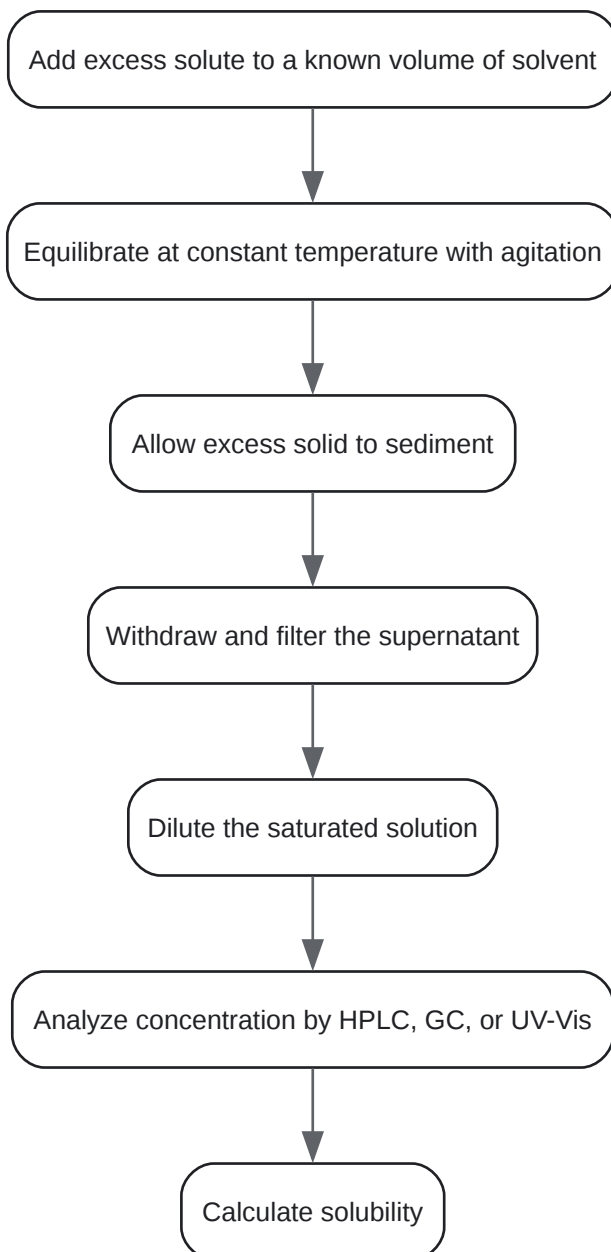 Add excess solute to a known volume of solvent
Equilibrate at constant temperature with agitation
Allow excess solid to sediment
Withdraw and filter the supernatant
Dilute the saturated solution
Analyze concentration by HPLC, GC, or UV-Vis
Calculate solubility